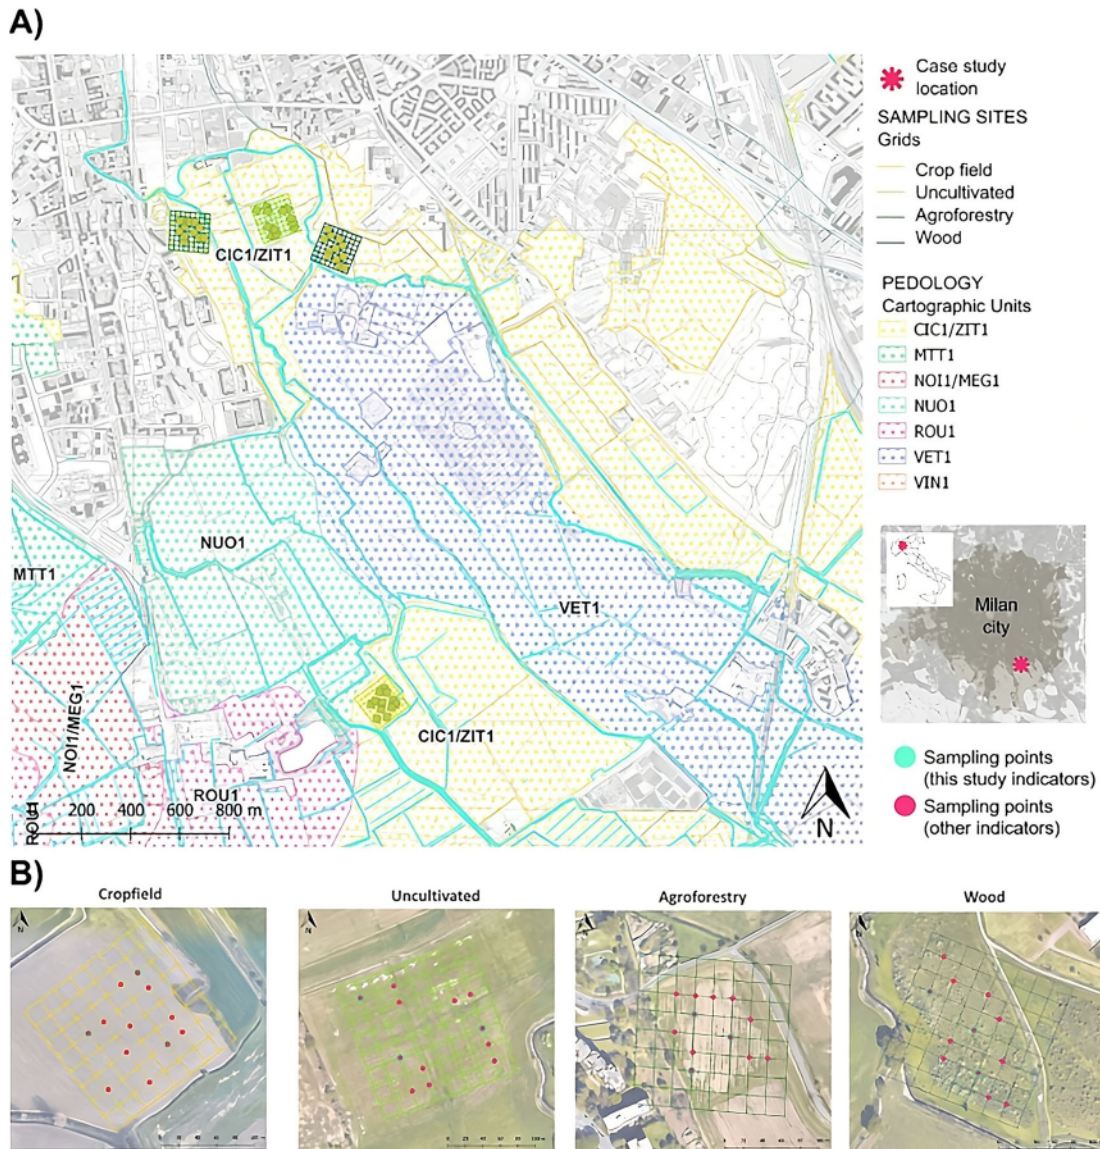 A)
Case study
location
SAMPLING SITES
Grids
Crop field
Uncultivated
Agroforestry
Wood
PEDOLOGY
Cartographic Units
CIC1/ZIT1
MTT1
NOI1/MEG1
NUO1
ROU1
VET1
VIN1
CIC1/ZIT1
NUO1
MTT1
VET1
NOI1/MEG1
CIC1/ZIT1
ROU1
ROU1
200 400 600 800 m
N
Milan
city
Sampling points
(this study indicators)
Sampling points
(other indicators)
B)
Cropfield
Uncultivated
Agroforestry
Wood
N
N
N
N